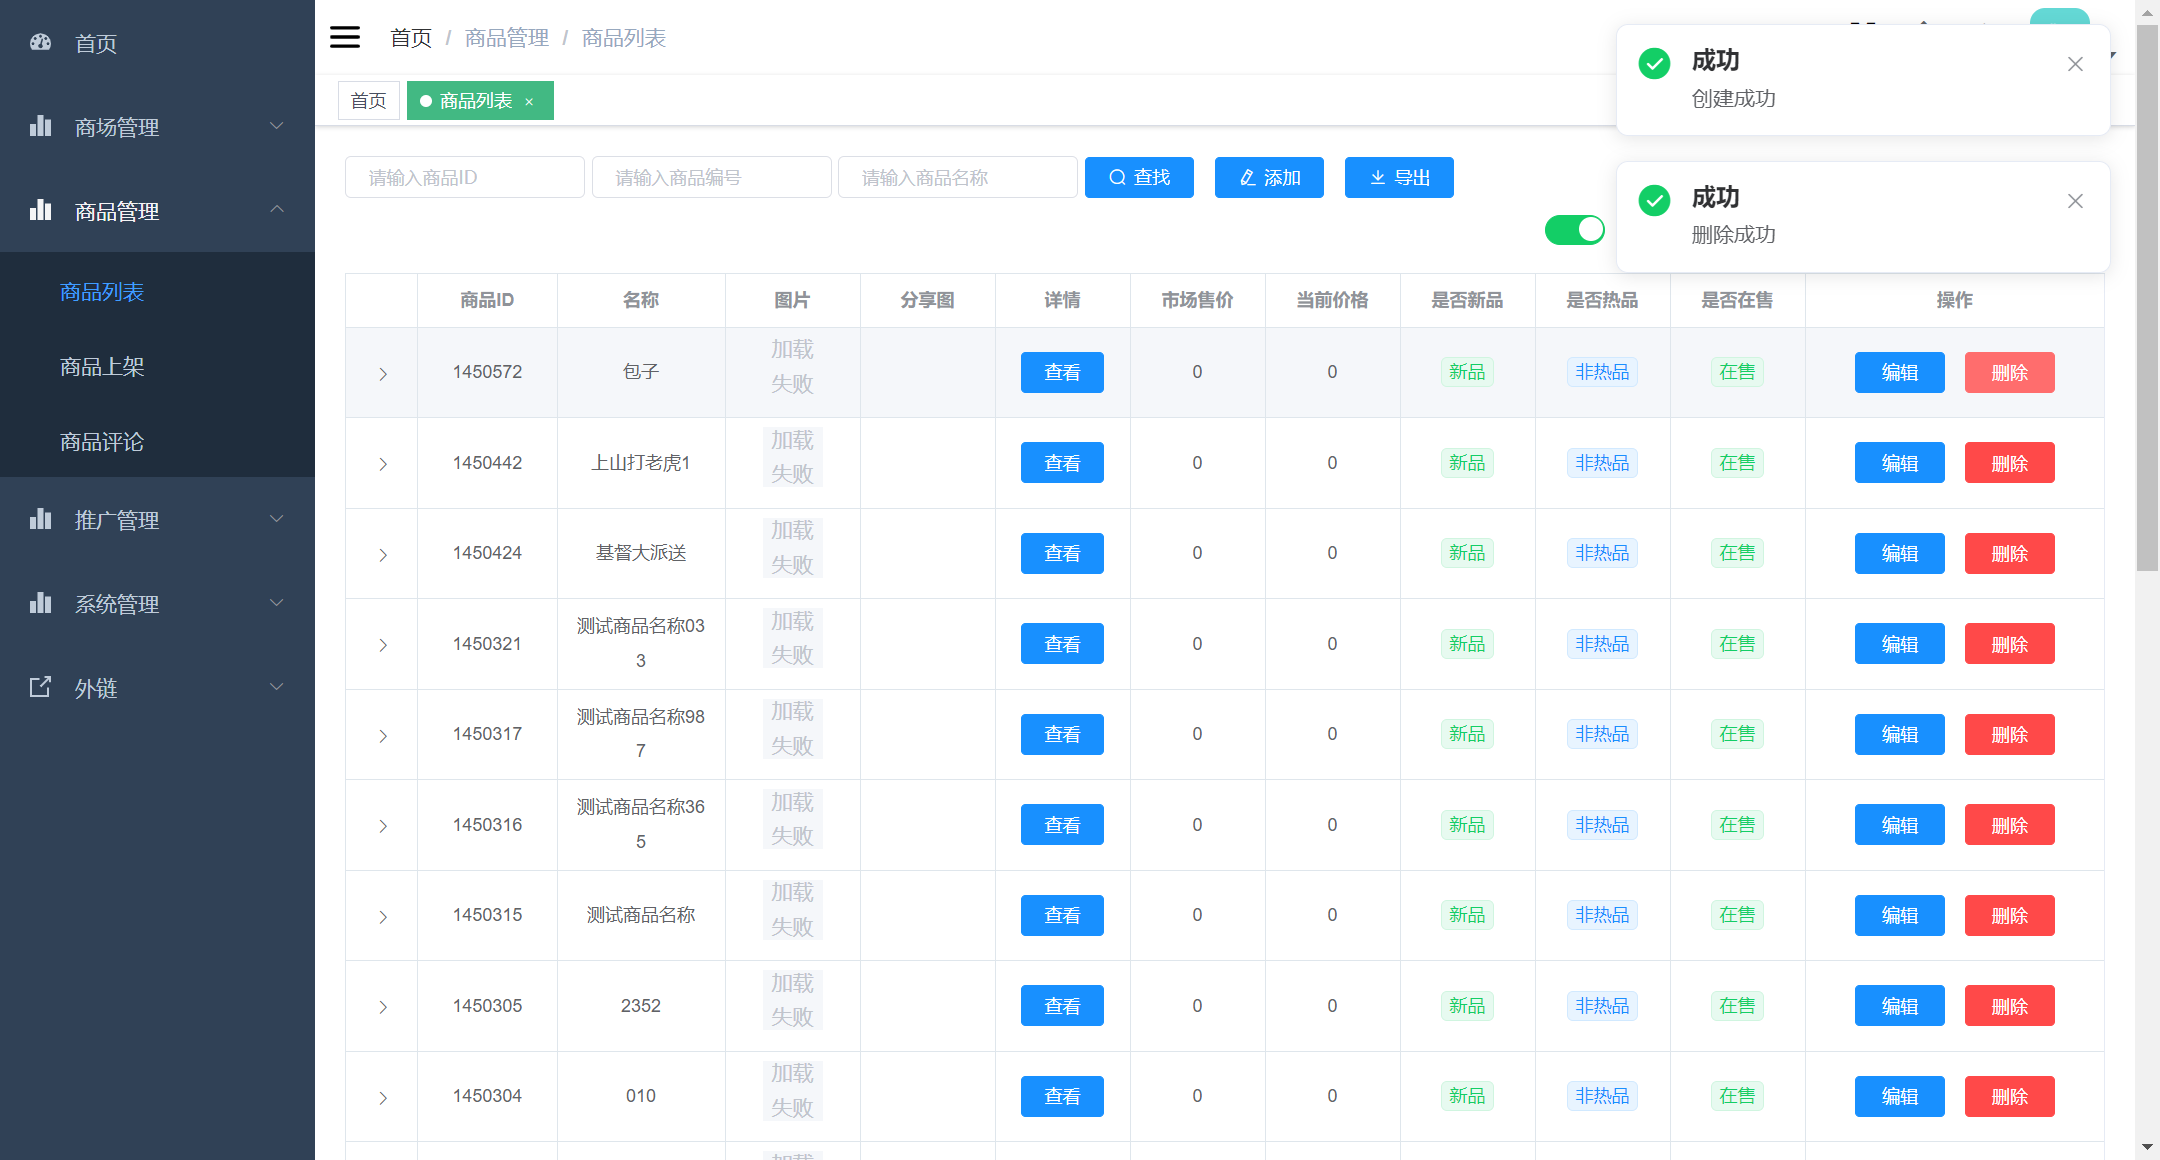 首页
商场管理
商品管理
商品列表
商品上架
商品评论
推广管理
系统管理
外链
首页 / 商品管理 / 商品列表
首页
商品列表 ×
成功
创建成功
成功
删除成功
请输入商品ID 请输入商品编号 请输入商品名称 查找 添加 导出
商品ID 名称 图片 分享图 详情 市场售价 当前价格 是否新品 是否热品 是否在售 操作
1450572 包子 加载失败 查看 0 0 新品 非热品 在售 编辑 删除
1450442 上山打老虎1 加载失败 查看 0 0 新品 非热品 在售 编辑 删除
1450424 基督大派送 加载失败 查看 0 0 新品 非热品 在售 编辑 删除
1450321 测试商品名称033 加载失败 查看 0 0 新品 非热品 在售 编辑 删除
1450317 测试商品名称987 加载失败 查看 0 0 新品 非热品 在售 编辑 删除
1450316 测试商品名称365 加载失败 查看 0 0 新品 非热品 在售 编辑 删除
1450315 测试商品名称 加载失败 查看 0 0 新品 非热品 在售 编辑 删除
1450305 2352 加载失败 查看 0 0 新品 非热品 在售 编辑 删除
1450304 010 加载失败 查看 0 0 新品 非热品 在售 编辑 删除